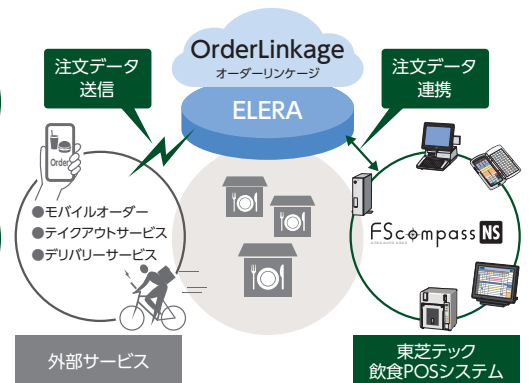 OrderLinkage
オーダーリンケージ
ELERA
注文データ
送信
注文データ
連携
Order
●モバイルオーダー
●テイクアウトサービス
●デリバリーサービス
FScompass NS
外部サービス
東芝テック
飲食POSシステム